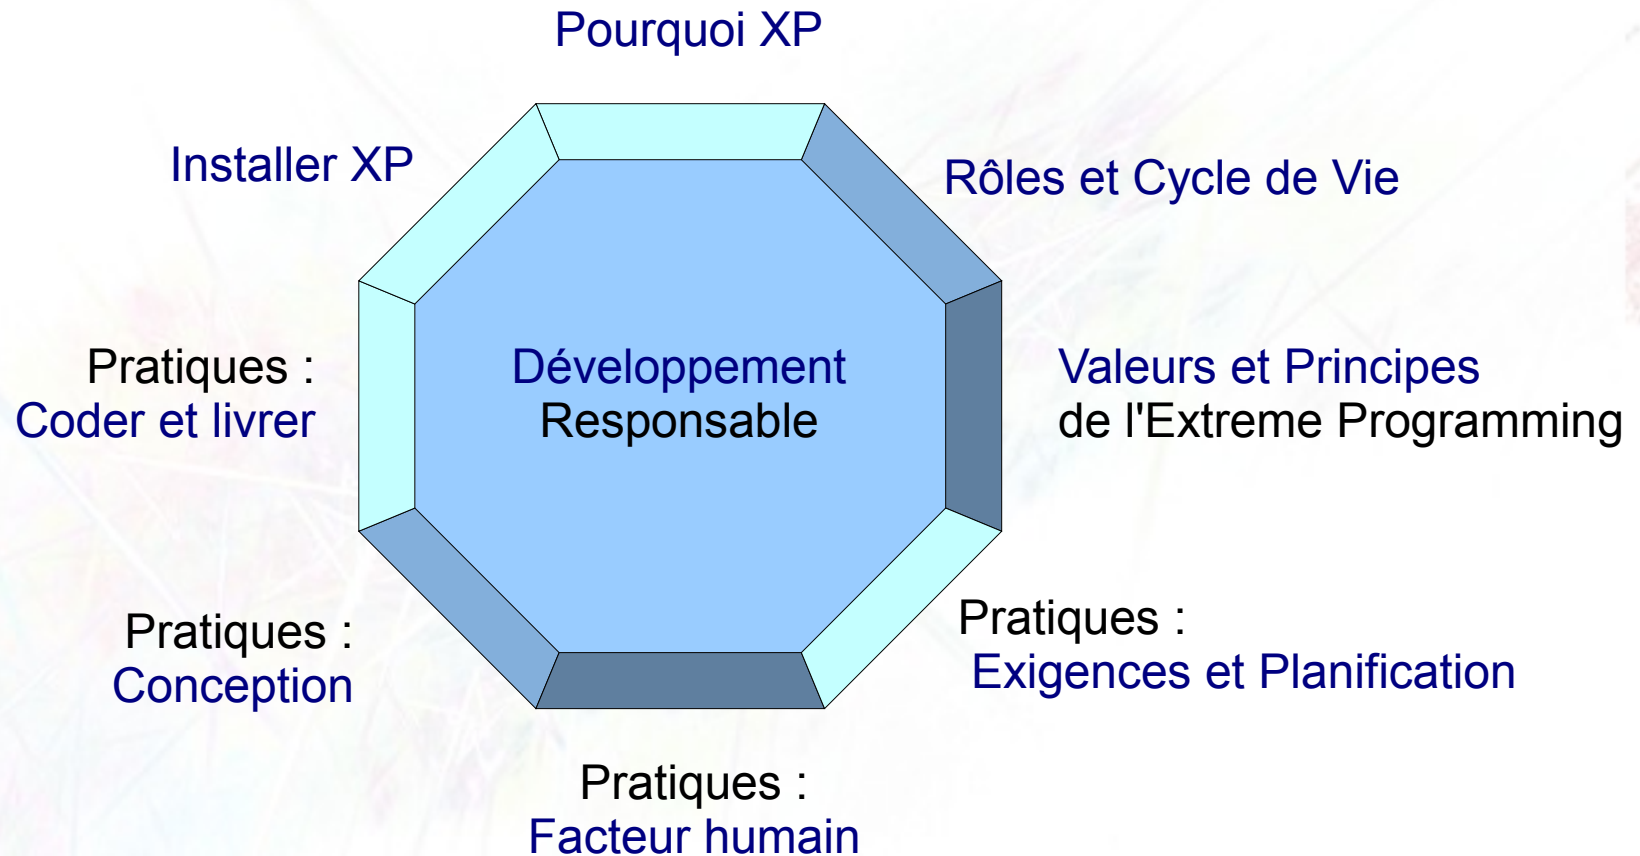 Pourquoi XP
Installer XP
Rôles et Cycle de Vie
Pratiques :
Coder et livrer
Développement
Responsable
Valeurs et Principes
de l'Extreme Programming
Pratiques :
Conception
Pratiques :
Exigences et Planification
Pratiques :
Facteur humain